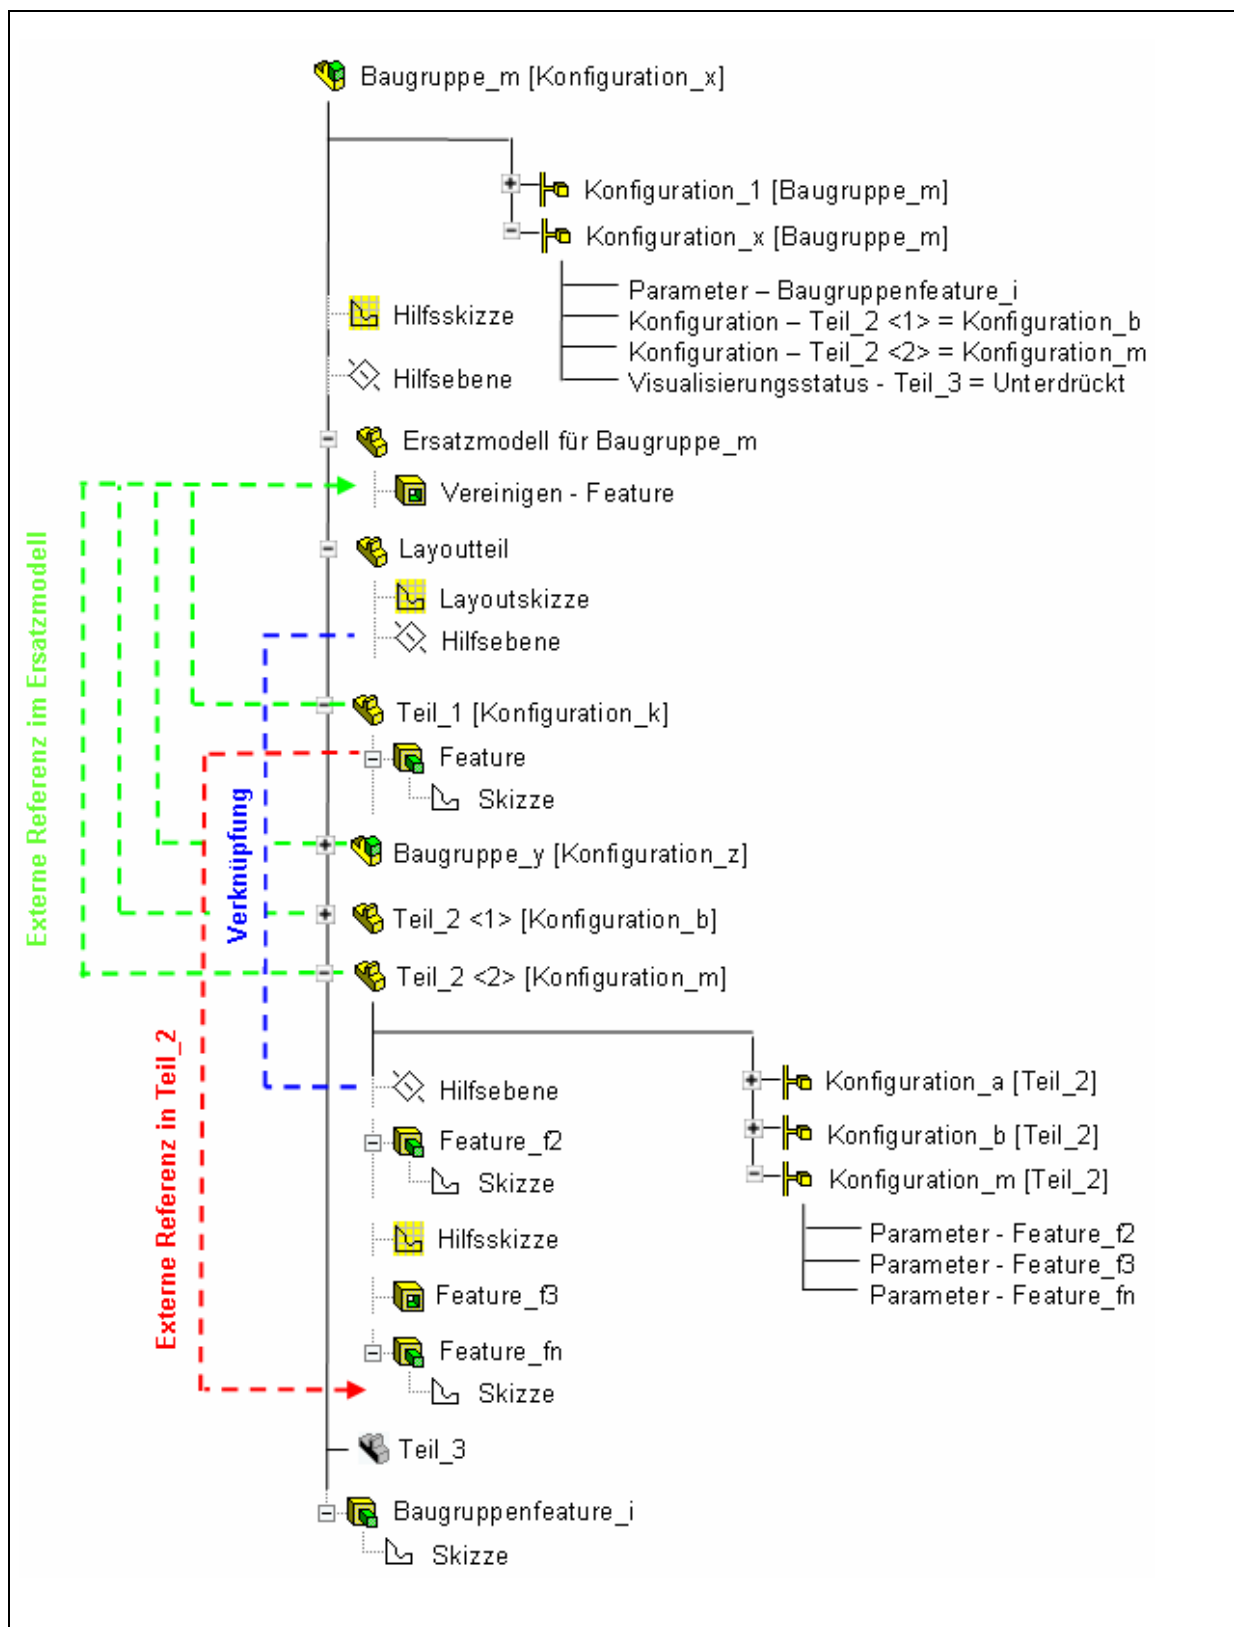 Baugruppe_m [Konfiguration_x]
Konfiguration_1 [Baugruppe_m]
Konfiguration_x [Baugruppe_m]
Parameter – Baugruppenfeature_i
Konfiguration – Teil_2 <1> = Konfiguration_b
Konfiguration – Teil_2 <2> = Konfiguration_m
Visualisierungsstatus - Teil_3 = Unterdrückt
Hilfsskizze
Hilfsebene
Ersatzmodell für Baugruppe_m
Vereinigen - Feature
Layoutteil
Layoutskizze
Hilfsebene
Teil_1 [Konfiguration_k]
Feature
Skizze
Baugruppe_y [Konfiguration_z]
Teil_2 <1> [Konfiguration_b]
Teil_2 <2> [Konfiguration_m]
Konfiguration_a [Teil_2]
Konfiguration_b [Teil_2]
Konfiguration_m [Teil_2]
Parameter - Feature_f2
Parameter - Feature_f3
Parameter - Feature_fn
Hilfsebene
Feature_f2
Skizze
Hilfsskizze
Feature_f3
Feature_fn
Skizze
Teil_3
Baugruppenfeature_i
Skizze
Externe Referenz im Ersatzmodell
Verknüpfung
Externe Referenz in Teil_2